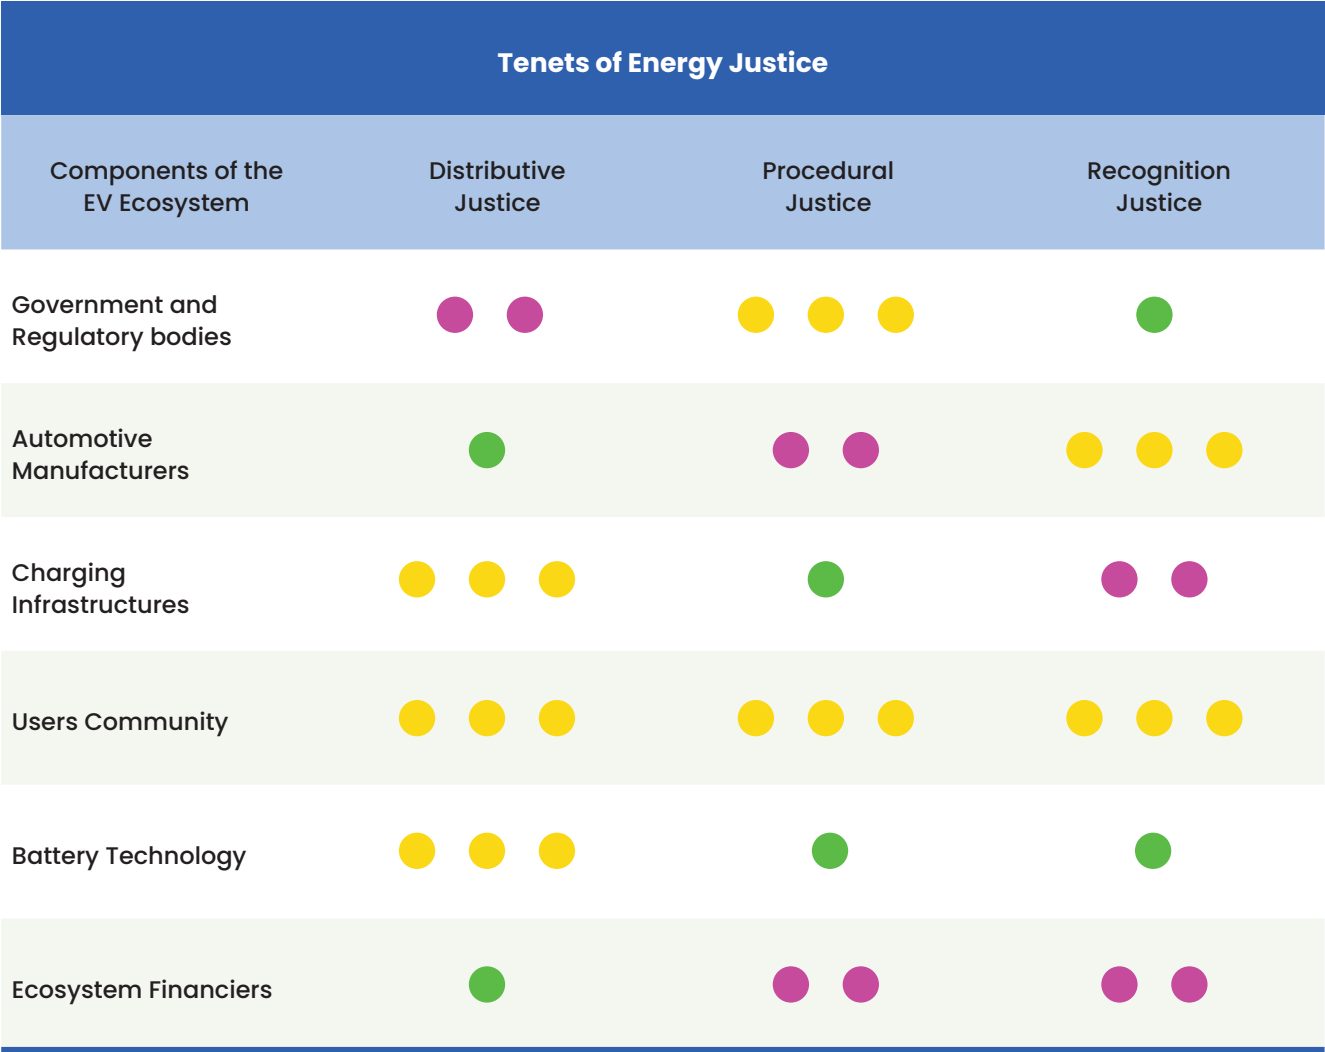 Tenets of Energy Justice
Components of the
EV Ecosystem
Distributive
Justice
Procedural
Justice
Recognition
Justice
Government and
Regulatory bodies
Automotive
Manufacturers
Charging
Infrastructures
Users Community
Battery Technology
Ecosystem Financiers